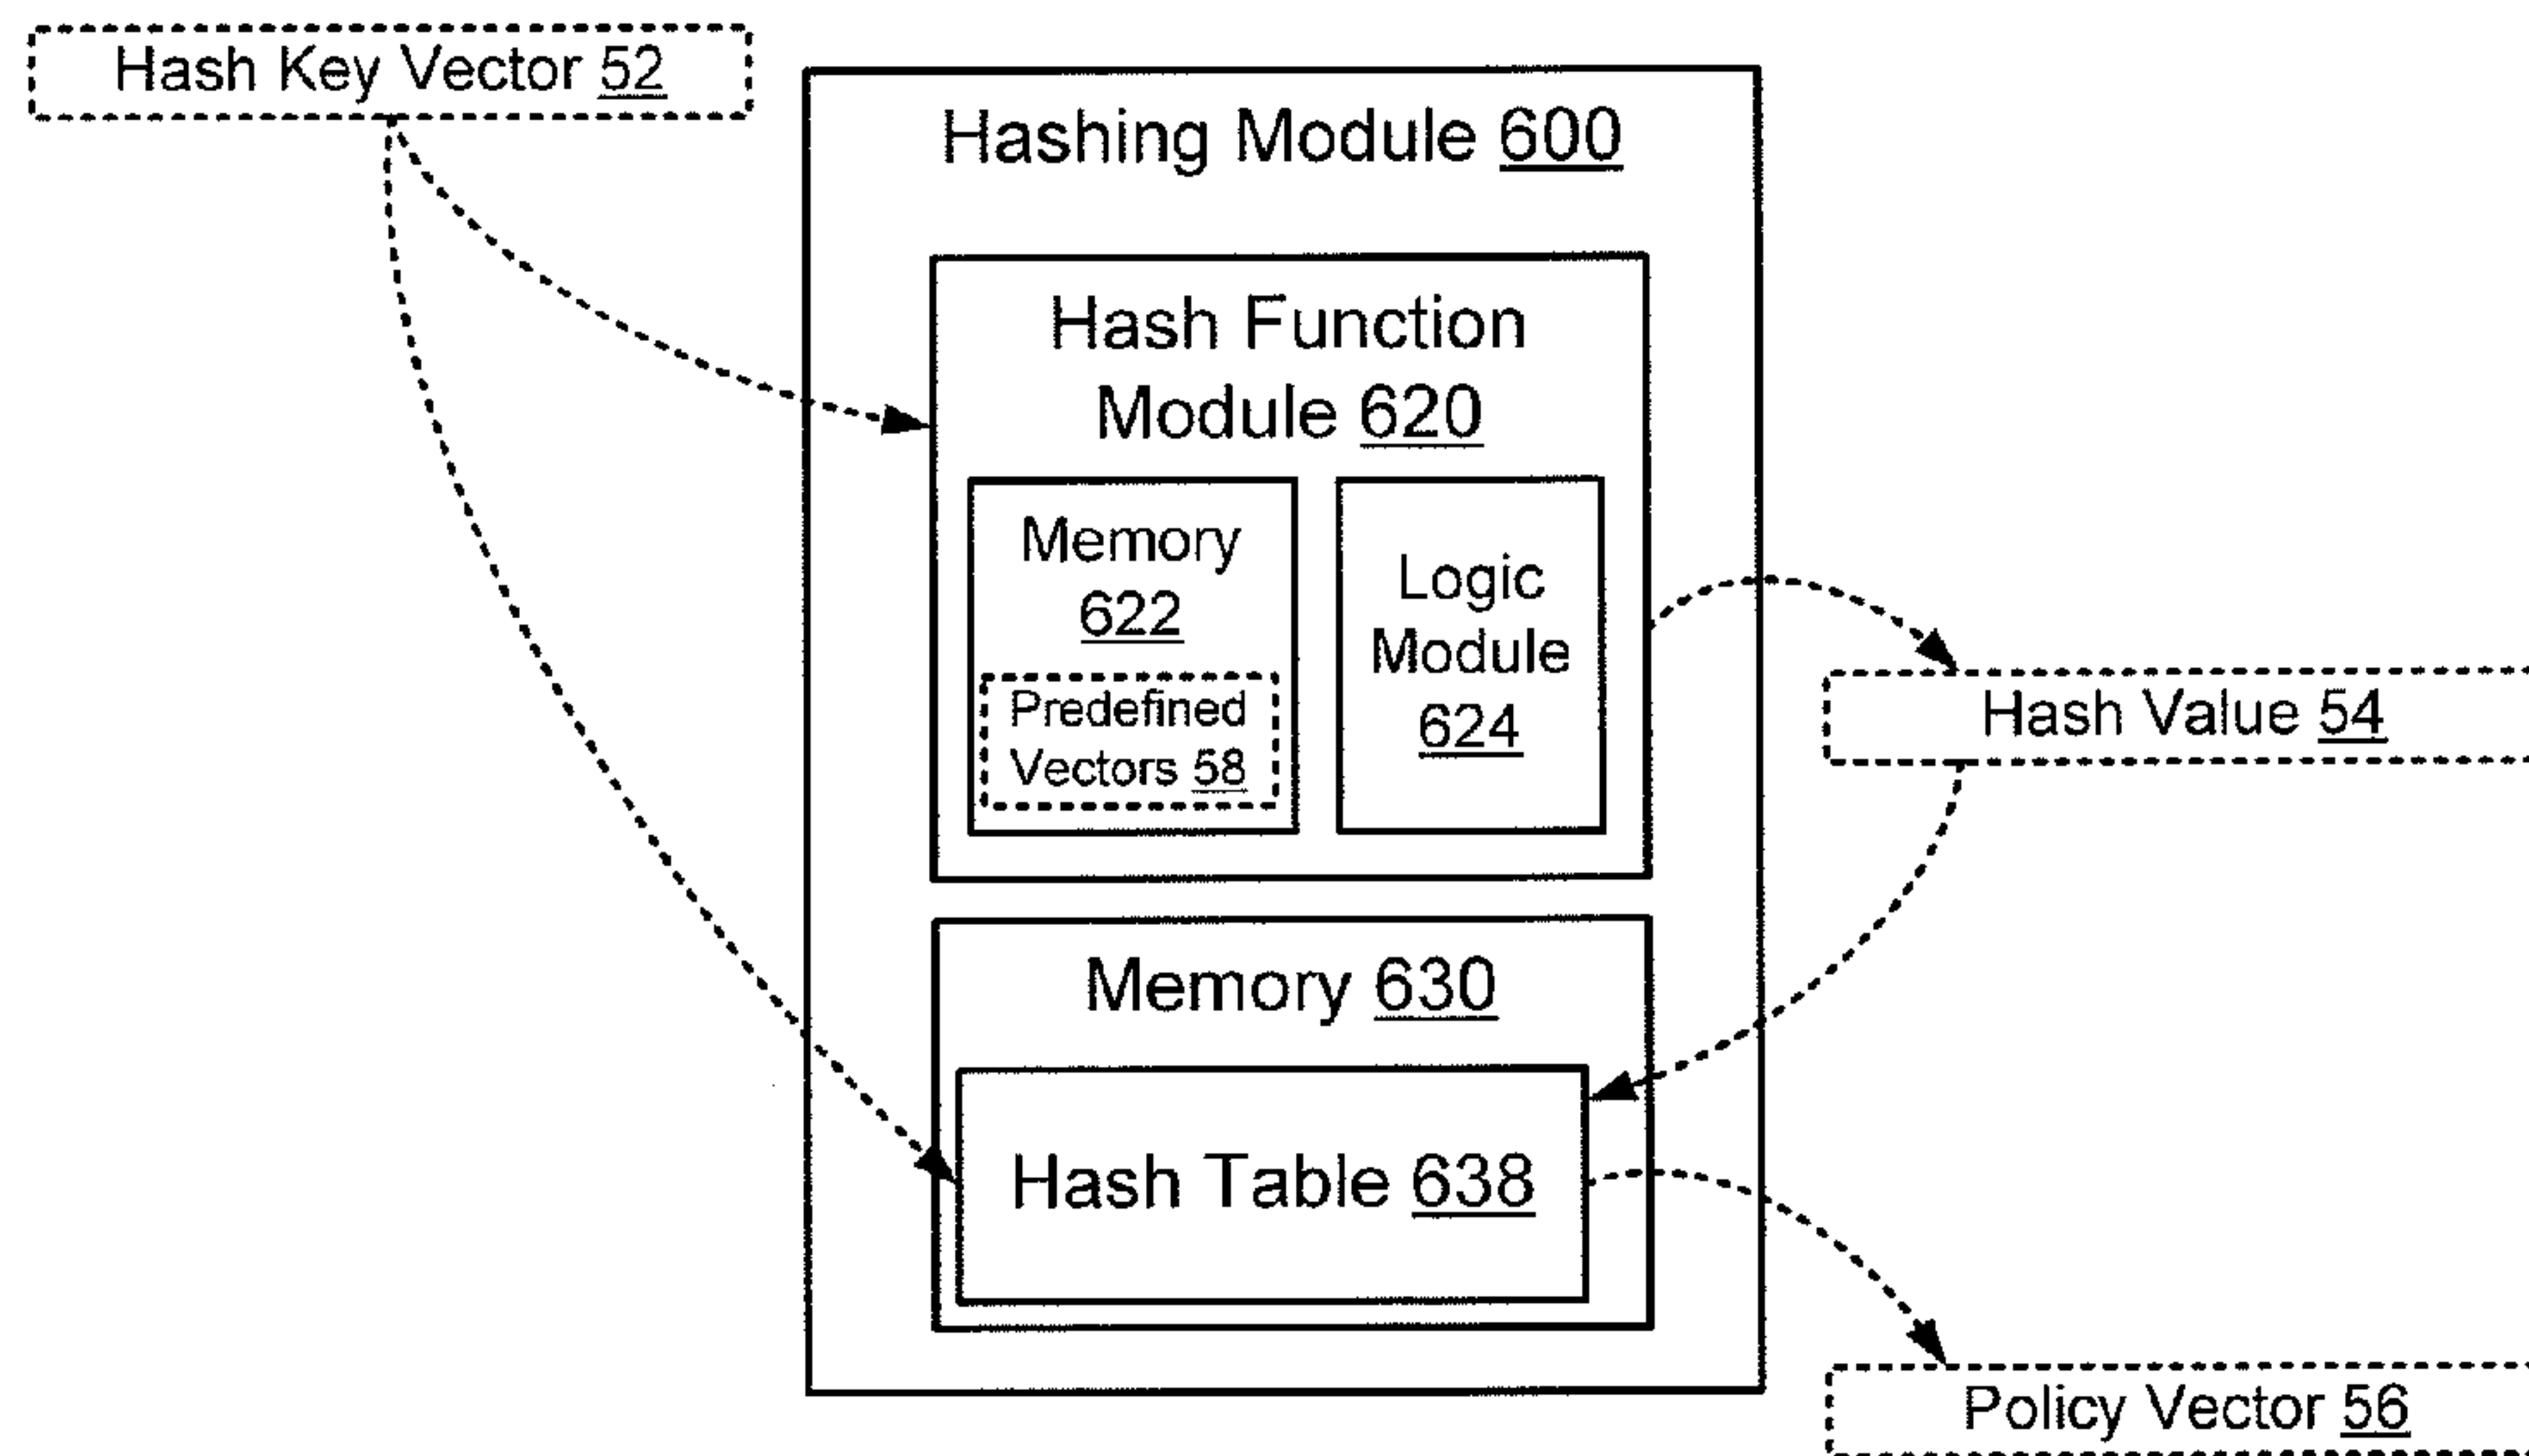 Hash Key Vector 52
Hashing Module 600
Hash Function
Module 620
Memory
622
Predefined
Vectors 58
Logic
Module
624
Hash Value 54
Memory 630
Hash Table 638
Policy Vector 56